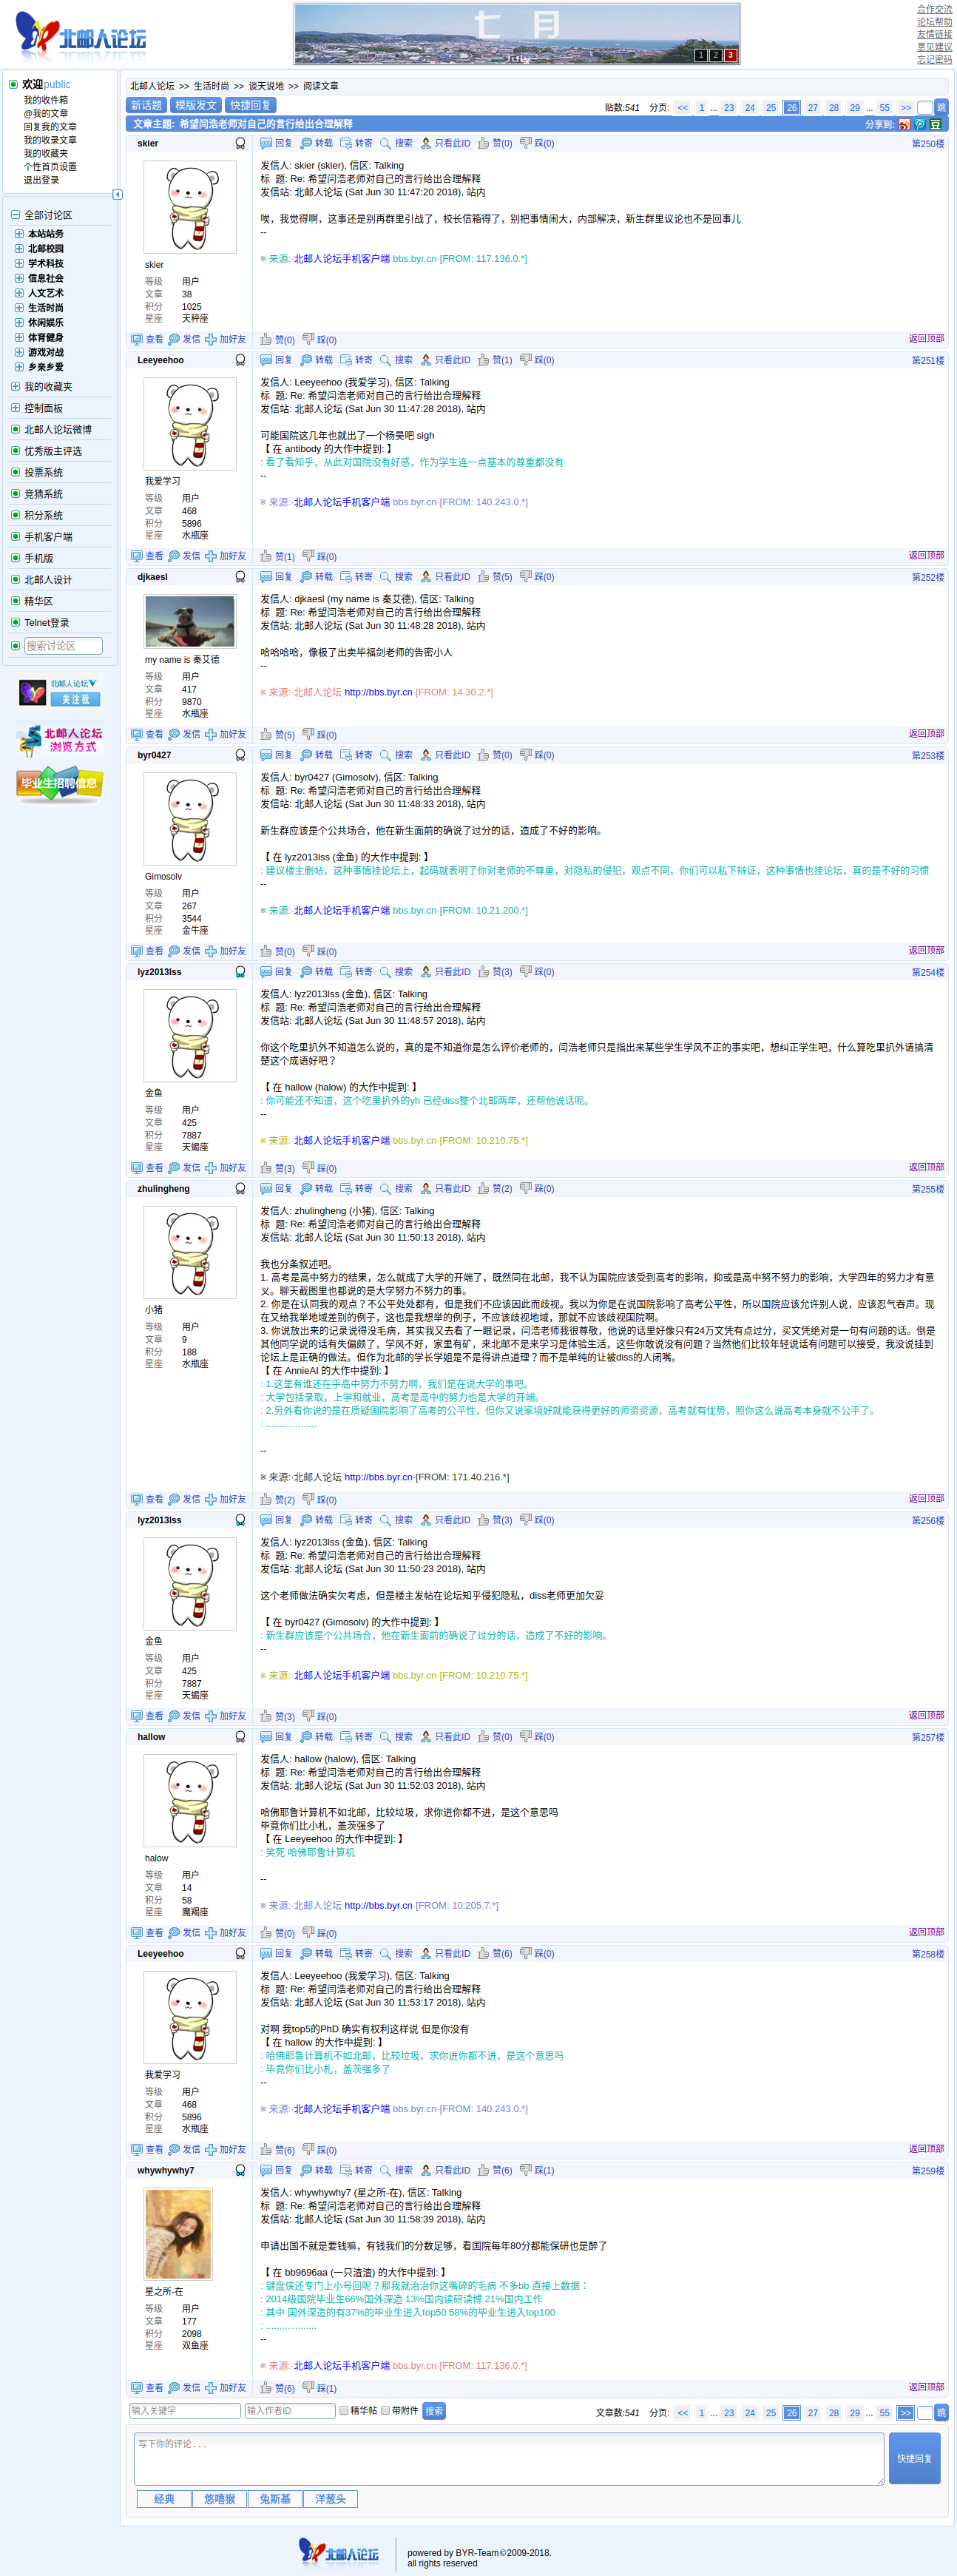 北邮人论坛
七 月
1 2 3
合作交流
论坛帮助
友情链接
意见建议
忘记密码
欢迎public
我的收件箱
@我的文章
回复我的文章
我的收录文章
我的收藏夹
个性首页设置
退出登录
全部讨论区
本站站务
北邮校园
学术科技
信息社会
人文艺术
生活时尚
休闲娱乐
体育健身
游戏对战
乡亲乡爱
我的收藏夹
控制面板
北邮人论坛微博
优秀版主评选
投票系统
竞猜系统
积分系统
手机客户端
手机版
北邮人设计
精华区
Telnet登录
搜索讨论区
北邮人论坛
关注我
北邮人论坛
浏览方式
毕业生招聘信息
北邮人论坛 >> 生活时尚 >> 谈天说地 >> 阅读文章
新话题 模版发文 快捷回复
贴数:541 分页: << 1 ... 23 24 25 26 27 28 29 ... 55 >> 跳
文章主题: 希望闫浩老师对自己的言行给出合理解释
分享到:
skier
回复 转载 转寄 搜索 只看此ID 赞(0) 踩(0) 第250楼
skier
等级 用户
文章 38
积分 1025
星座 天秤座
发信人: skier (skier), 信区: Talking
标 题: Re: 希望闫浩老师对自己的言行给出合理解释
发信站: 北邮人论坛 (Sat Jun 30 11:47:20 2018), 站内
唉，我觉得啊，这事还是别再群里引战了，校长信箱得了，别把事情闹大，内部解决，新生群里议论也不是回事儿
--
※ 来源:·北邮人论坛手机客户端 bbs.byr.cn·[FROM: 117.136.0.*]
查看 发信 加好友 赞(0) 踩(0) 返回顶部
Leeyeehoo
回复 转载 转寄 搜索 只看此ID 赞(1) 踩(0) 第251楼
我爱学习
等级 用户
文章 468
积分 5896
星座 水瓶座
发信人: Leeyeehoo (我爱学习), 信区: Talking
标 题: Re: 希望闫浩老师对自己的言行给出合理解释
发信站: 北邮人论坛 (Sat Jun 30 11:47:28 2018), 站内
可能国院这几年也就出了一个杨昊吧 sigh
【 在 antibody 的大作中提到: 】
: 看了看知乎，从此对国院没有好感，作为学生连一点基本的尊重都没有
--
※ 来源:·北邮人论坛手机客户端 bbs.byr.cn·[FROM: 140.243.0.*]
查看 发信 加好友 赞(1) 踩(0) 返回顶部
djkaesl
回复 转载 转寄 搜索 只看此ID 赞(5) 踩(0) 第252楼
my name is 秦艾德
等级 用户
文章 417
积分 9870
星座 水瓶座
发信人: djkaesl (my name is 秦艾德), 信区: Talking
标 题: Re: 希望闫浩老师对自己的言行给出合理解释
发信站: 北邮人论坛 (Sat Jun 30 11:48:28 2018), 站内
哈哈哈哈，像极了出卖毕福剑老师的告密小人
--
※ 来源:·北邮人论坛 http://bbs.byr.cn·[FROM: 14.30.2.*]
查看 发信 加好友 赞(5) 踩(0) 返回顶部
byr0427
回复 转载 转寄 搜索 只看此ID 赞(0) 踩(0) 第253楼
Gimosolv
等级 用户
文章 267
积分 3544
星座 金牛座
发信人: byr0427 (Gimosolv), 信区: Talking
标 题: Re: 希望闫浩老师对自己的言行给出合理解释
发信站: 北邮人论坛 (Sat Jun 30 11:48:33 2018), 站内
新生群应该是个公共场合，他在新生面前的确说了过分的话，造成了不好的影响。
【 在 lyz2013lss (金鱼) 的大作中提到: 】
: 建议楼主删帖，这种事情挂论坛上，起码就表明了你对老师的不尊重，对隐私的侵犯，观点不同，你们可以私下辩证，这种事情也挂论坛，真的是不好的习惯
--
※ 来源:·北邮人论坛手机客户端 bbs.byr.cn·[FROM: 10.21.200.*]
查看 发信 加好友 赞(0) 踩(0) 返回顶部
lyz2013lss
回复 转载 转寄 搜索 只看此ID 赞(3) 踩(0) 第254楼
金鱼
等级 用户
文章 425
积分 7887
星座 天蝎座
发信人: lyz2013lss (金鱼), 信区: Talking
标 题: Re: 希望闫浩老师对自己的言行给出合理解释
发信站: 北邮人论坛 (Sat Jun 30 11:48:57 2018), 站内
你这个吃里扒外不知道怎么说的，真的是不知道你是怎么评价老师的，闫浩老师只是指出来某些学生学风不正的事实吧，想纠正学生吧，什么算吃里扒外请搞清
楚这个成语好吧？
【 在 hallow (halow) 的大作中提到: 】
: 你可能还不知道，这个吃里扒外的yh 已经diss整个北邮两年，还帮他说话呢。
--
※ 来源:·北邮人论坛手机客户端 bbs.byr.cn·[FROM: 10.210.75.*]
查看 发信 加好友 赞(3) 踩(0) 返回顶部
zhulingheng
回复 转载 转寄 搜索 只看此ID 赞(2) 踩(0) 第255楼
小猪
等级 用户
文章 9
积分 188
星座 水瓶座
发信人: zhulingheng (小猪), 信区: Talking
标 题: Re: 希望闫浩老师对自己的言行给出合理解释
发信站: 北邮人论坛 (Sat Jun 30 11:50:13 2018), 站内
我也分条叙述吧。
1. 高考是高中努力的结果，怎么就成了大学的开端了，既然同在北邮，我不认为国院应该受到高考的影响，抑或是高中努不努力的影响，大学四年的努力才有意
义。聊天截图里也都说的是大学努力不努力的事。
2. 你是在认同我的观点？不公平处处都有，但是我们不应该因此而歧视。我以为你是在说国院影响了高考公平性，所以国院应该允许别人说，应该忍气吞声。现
在又给我举地域差别的例子，这也是我想举的例子，不应该歧视地域，那就不应该歧视国院啊。
3. 你说放出来的记录说得没毛病，其实我又去看了一眼记录，闫浩老师我很尊敬，他说的话里好像只有24万文凭有点过分，买文凭绝对是一句有问题的话。倒是
其他同学说的话有失偏颇了，学风不好，家里有矿，来北邮不是来学习是体验生活，这些你敢说没有问题？当然他们比较年轻说话有问题可以接受，我没说挂到
论坛上是正确的做法。但作为北邮的学长学姐是不是得讲点道理？而不是单纯的让被diss的人闭嘴。
【 在 AnnieAI 的大作中提到: 】
: 1.这里有谁还在乎高中努力不努力啊，我们是在说大学的事吧。
: 大学包括录取，上学和就业，高考是高中的努力也是大学的开端。
: 2.另外看你说的是在质疑国院影响了高考的公平性，但你又说家境好就能获得更好的师资资源，高考就有优势，照你这么说高考本身就不公平了。
: ...................
--
※ 来源:·北邮人论坛 http://bbs.byr.cn·[FROM: 171.40.216.*]
查看 发信 加好友 赞(2) 踩(0) 返回顶部
lyz2013lss
回复 转载 转寄 搜索 只看此ID 赞(3) 踩(0) 第256楼
金鱼
等级 用户
文章 425
积分 7887
星座 天蝎座
发信人: lyz2013lss (金鱼), 信区: Talking
标 题: Re: 希望闫浩老师对自己的言行给出合理解释
发信站: 北邮人论坛 (Sat Jun 30 11:50:23 2018), 站内
这个老师做法确实欠考虑，但是楼主发帖在论坛知乎侵犯隐私，diss老师更加欠妥
【 在 byr0427 (Gimosolv) 的大作中提到: 】
: 新生群应该是个公共场合，他在新生面前的确说了过分的话，造成了不好的影响。
--
※ 来源:·北邮人论坛手机客户端 bbs.byr.cn·[FROM: 10.210.75.*]
查看 发信 加好友 赞(3) 踩(0) 返回顶部
hallow
回复 转载 转寄 搜索 只看此ID 赞(0) 踩(0) 第257楼
halow
等级 用户
文章 14
积分 58
星座 魔羯座
发信人: hallow (halow), 信区: Talking
标 题: Re: 希望闫浩老师对自己的言行给出合理解释
发信站: 北邮人论坛 (Sat Jun 30 11:52:03 2018), 站内
哈佛耶鲁计算机不如北邮，比较垃圾，求你进你都不进，是这个意思吗
毕竟你们比小札，盖茨强多了
【 在 Leeyeehoo 的大作中提到: 】
: 笑死 哈佛耶鲁计算机
--
※ 来源:·北邮人论坛 http://bbs.byr.cn·[FROM: 10.205.7.*]
查看 发信 加好友 赞(0) 踩(0) 返回顶部
Leeyeehoo
回复 转载 转寄 搜索 只看此ID 赞(6) 踩(0) 第258楼
我爱学习
等级 用户
文章 468
积分 5896
星座 水瓶座
发信人: Leeyeehoo (我爱学习), 信区: Talking
标 题: Re: 希望闫浩老师对自己的言行给出合理解释
发信站: 北邮人论坛 (Sat Jun 30 11:53:17 2018), 站内
对啊 我top5的PhD 确实有权利这样说 但是你没有
【 在 hallow 的大作中提到: 】
: 哈佛耶鲁计算机不如北邮，比较垃圾，求你进你都不进，是这个意思吗
: 毕竟你们比小札，盖茨强多了
--
※ 来源:·北邮人论坛手机客户端 bbs.byr.cn·[FROM: 140.243.0.*]
查看 发信 加好友 赞(6) 踩(0) 返回顶部
whywhywhy7
回复 转载 转寄 搜索 只看此ID 赞(6) 踩(1) 第259楼
星之所-在
等级 用户
文章 177
积分 2098
星座 双鱼座
发信人: whywhywhy7 (星之所-在), 信区: Talking
标 题: Re: 希望闫浩老师对自己的言行给出合理解释
发信站: 北邮人论坛 (Sat Jun 30 11:58:39 2018), 站内
申请出国不就是要钱嘛，有钱我们的分数足够，看国院每年80分都能保研也是醉了
【 在 bb9696aa (一只渣渣) 的大作中提到: 】
: 键盘侠还专门上小号回呢？那我就治治你这嘴碎的毛病 不多bb 直接上数据：
: 2014级国院毕业生66%国外深造 13%国内读研读博 21%国内工作
: 其中 国外深造的有37%的毕业生进入top50 58%的毕业生进入top100
: ...................
--
※ 来源:·北邮人论坛手机客户端 bbs.byr.cn·[FROM: 117.136.0.*]
查看 发信 加好友 赞(6) 踩(1) 返回顶部
输入关键字 输入作者ID 精华帖 带附件 搜索
文章数:541 分页: << 1 ... 23 24 25 26 27 28 29 ... 55 >> 跳
写下你的评论...
快捷回复
经典 悠嘻猴 兔斯基 洋葱头
北邮人论坛
powered by BYR-Team©2009-2018.
all rights reserved